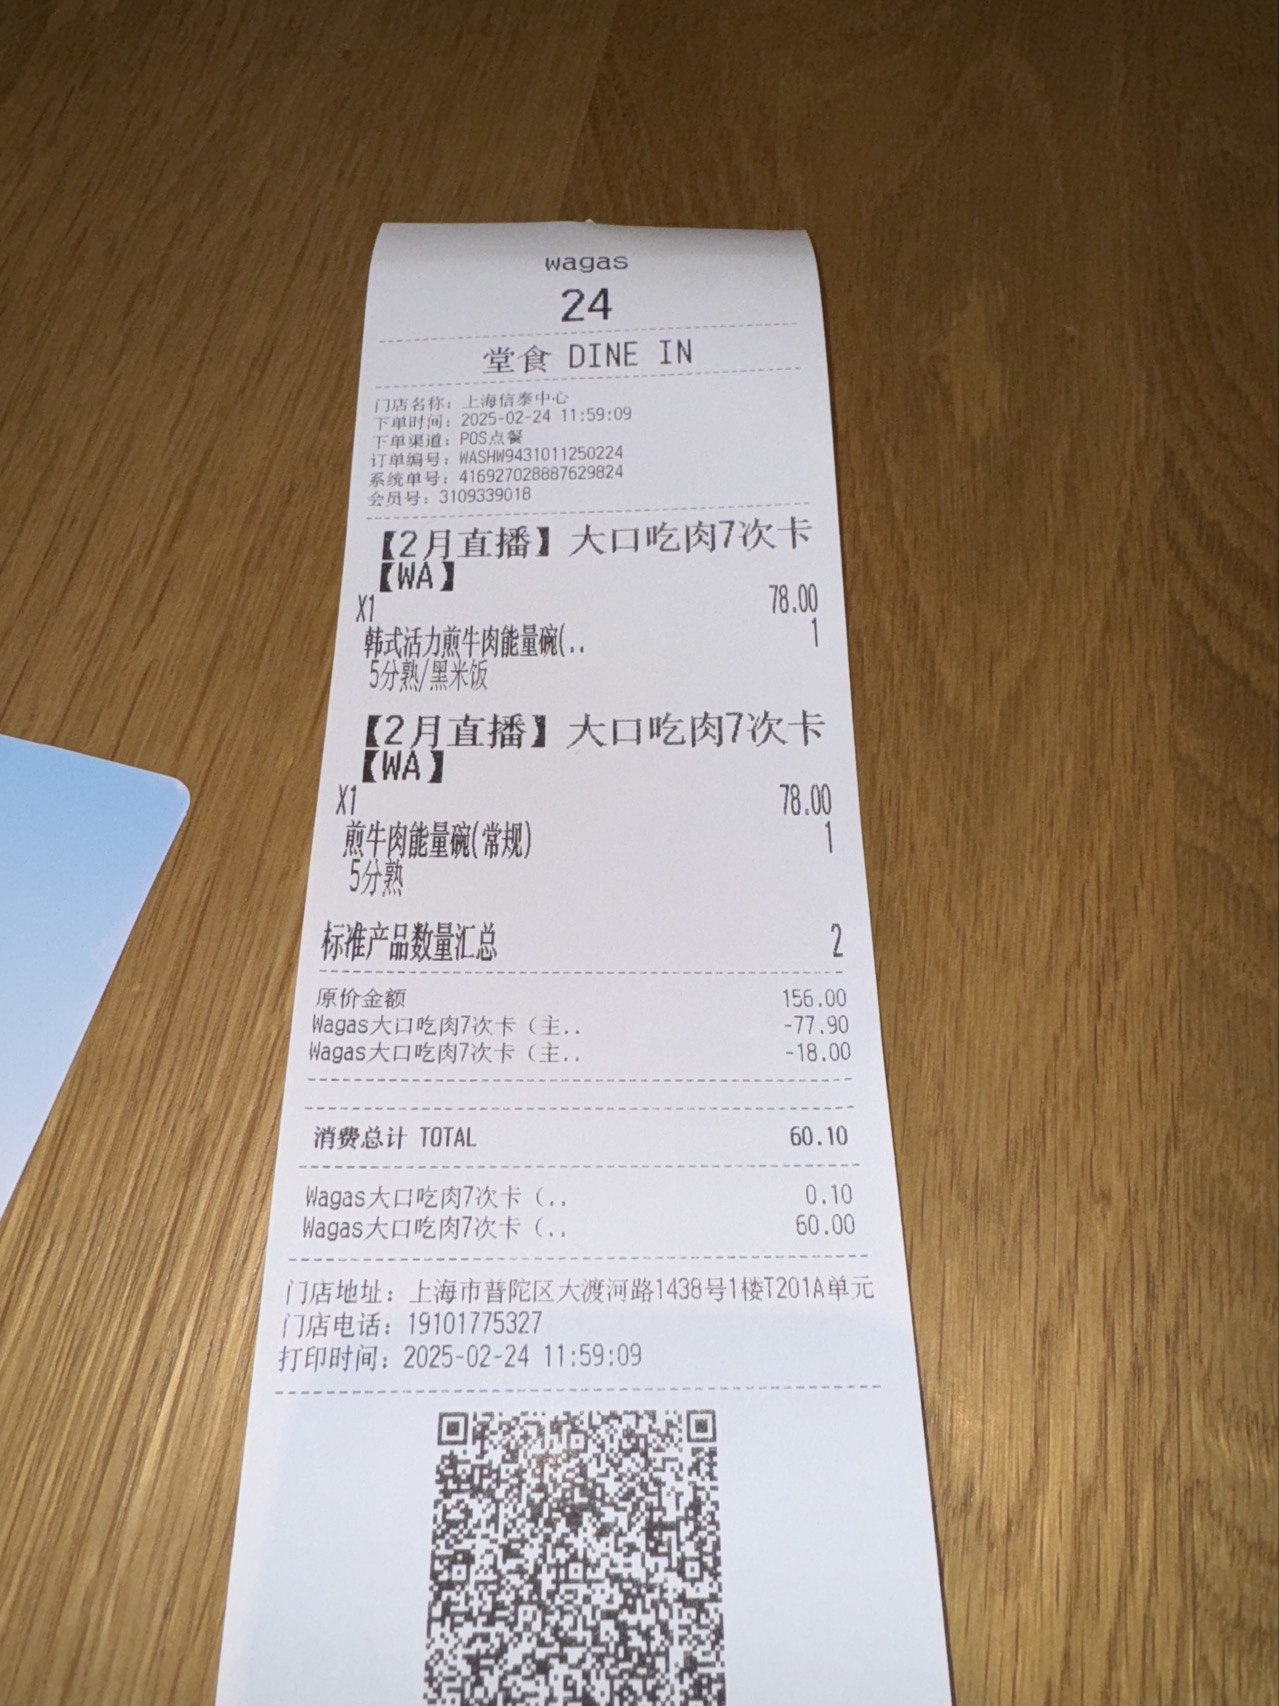 wagas
24
堂食 DINE IN
门店名称: 上海信泰中心
下单时间: 2025-02-24 11:59:09
下单渠道: POS点餐
订单编号: WASHW9431011250224
系统单号: 416927028887629824
会员号: 3109339018
【2月直播】大口吃肉7次卡
【WA】
X1 78.00
韩式活力煎牛肉能量碗(.. 1
5分熟/黑米饭
【2月直播】大口吃肉7次卡
【WA】
X1 78.00
煎牛肉能量碗(常规) 1
5分熟
标准产品数量汇总 2
原价金额 156.00
Wagas大口吃肉7次卡（主.. -77.90
Wagas大口吃肉7次卡（主.. -18.00
消费总计 TOTAL 60.10
Wagas大口吃肉7次卡（.. 0.10
Wagas大口吃肉7次卡（.. 60.00
门店地址: 上海市普陀区大渡河路1438号1楼T201A单元
门店电话: 19101775327
打印时间: 2025-02-24 11:59:09